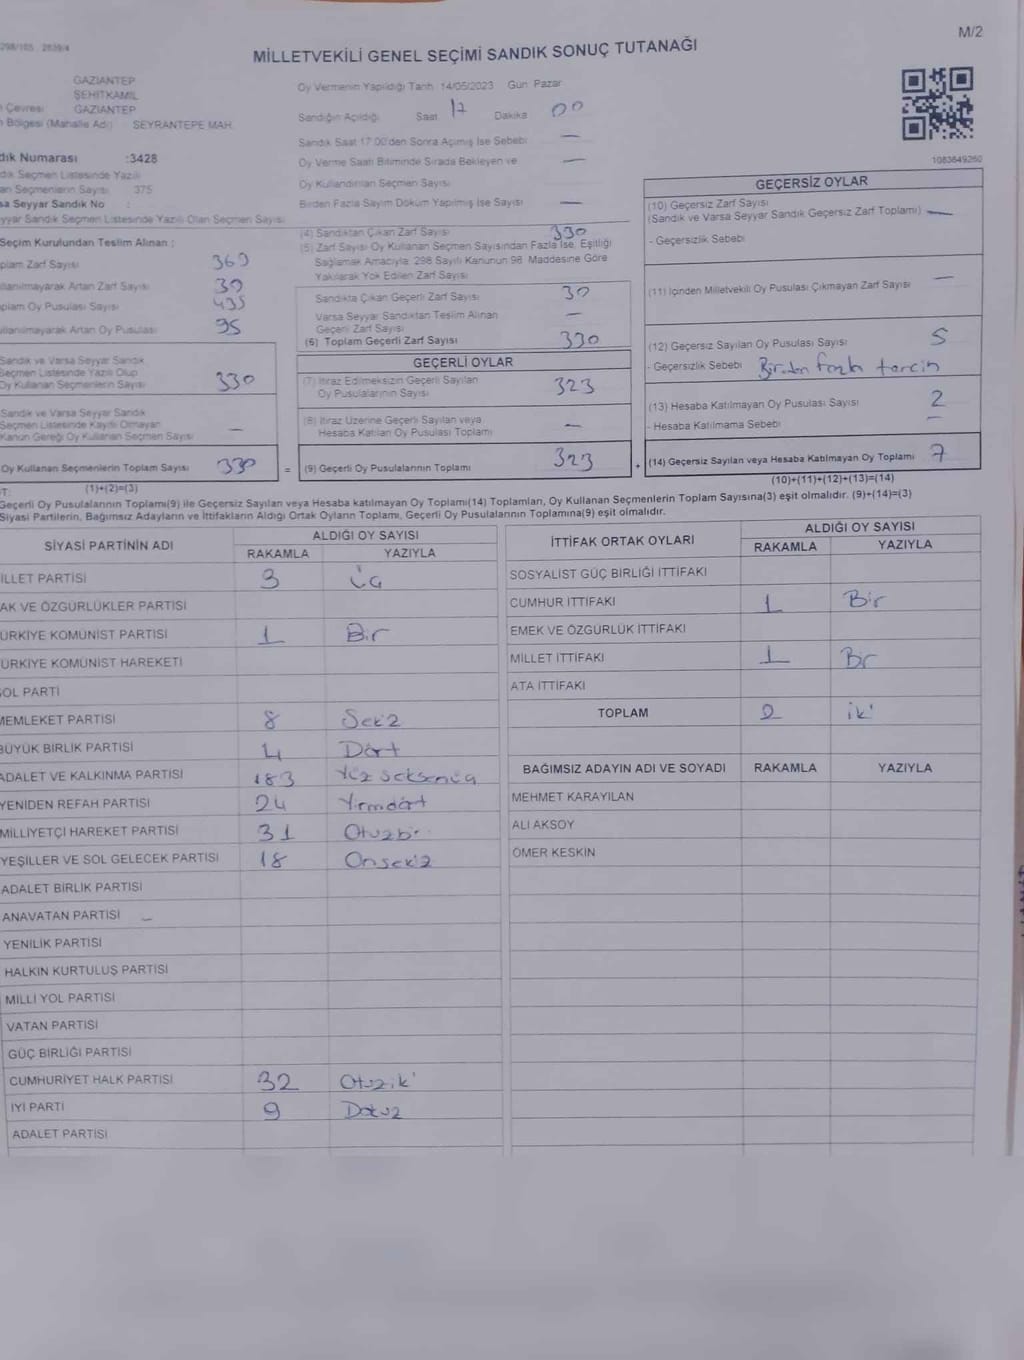 M/2
298/105 , 2839/4
MİLLETVEKİLİ GENEL SEÇİMİ SANDIK SONUÇ TUTANAĞI
GAZIANTEP
ŞEHİTKAMİL
Çevresi GAZIANTEP
Bölgesi (Mahalle Adı) SEYRANTEPE MAH.
Oy Vermenin Yapıldığı Tarih :14/05/2023 Gün: Pazar
Sandığın Açıldığı Saat 17 Dakika 00
Sandık Saat 17:00'den Sonra Açılmış İse Sebebi —
Oy Verme Saati Bitiminde Sırada Bekleyen ve —
Oy Kullandırılan Seçmen Sayısı
Birden Fazla Sayım Döküm Yapılmış İse Sayısı —
dık Numarası :3428
dık Seçmen Listesinde Yazılı
an Seçmenlerin Sayısı 375
sa Seyyar Sandık No :
yyar Sandık Seçmen Listesinde Yazılı Olan Seçmen Sayısı
Seçim Kurulundan Teslim Alınan ;
plam Zarf Sayısı 360
llanılmayarak Artan Zarf Sayısı 30
plam Oy Pusulası Sayısı 435
ullanılmayarak Artan Oy Pusulası 95
Sandık ve Varsa Seyyar Sandık
Seçmen Listesinde Yazılı Olup
Oy Kullanan Seçmenlerin Sayısı 330
Sandık ve Varsa Seyyar Sandık
Seçmen Listesinde Kayıtlı Olmayan
Kanun Gereği Oy Kullanan Seçmen Sayısı —
Oy Kullanan Seçmenlerin Toplam Sayısı 330
(1)+(2)=(3)
(4) Sandıktan Çıkan Zarf Sayısı 330
(5) Zarf Sayısı Oy Kullanan Seçmen Sayısından Fazla İse, Eşitliği
Sağlamak Amacıyla, 298 Sayılı Kanunun 98. Maddesine Göre
Yakılarak Yok Edilen Zarf Sayısı
Sandıkta Çıkan Geçerli Zarf Sayısı 30
Varsa Seyyar Sandıktan Teslim Alınan
Geçerli Zarf Sayısı —
(6) Toplam Geçerli Zarf Sayısı 330
GEÇERLİ OYLAR
(7) İtiraz Edilmeksizin Geçerli Sayılan
Oy Pusulalarının Sayısı 323
(8) İtiraz Üzerine Geçerli Sayılan veya
Hesaba Katılan Oy Pusulası Toplamı —
= (9) Geçerli Oy Pusulalarının Toplamı 323 +
1083849260
GEÇERSİZ OYLAR
(10) Geçersiz Zarf Sayısı
(Sandık ve Varsa Seyyar Sandık Geçersiz Zarf Toplamı) —
- Geçersizlik Sebebi
(11) İçinden Milletvekili Oy Pusulası Çıkmayan Zarf Sayısı —
(12) Geçersiz Sayılan Oy Pusulası Sayısı 5
- Geçersizlik Sebebi Birden fazla tercih
(13) Hesaba Katılmayan Oy Pusulası Sayısı 2
- Hesaba Katılmama Sebebi —
(14) Geçersiz Sayılan veya Hesaba Katılmayan Oy Toplamı 7
(10)+(11)+(12)+(13)=(14)
T:
Geçerli Oy Pusulalarının Toplamı(9) ile Geçersiz Sayılan veya Hesaba katılmayan Oy Toplamı(14) Toplamları, Oy Kullanan Seçmenlerin Toplam Sayısına(3) eşit olmalıdır. (9)+(14)=(3)
Siyasi Partilerin, Bağımsız Adayların ve İttifakların Aldığı Ortak Oyların Toplamı, Geçerli Oy Pusulalarının Toplamına(9) eşit olmalıdır.
SİYASİ PARTİNİN ADI ALDIĞI OY SAYISI
RAKAMLA YAZIYLA
İLLET PARTİSİ 3 Üç
AK VE ÖZGÜRLÜKLER PARTİSİ
ÜRKİYE KOMÜNİST PARTİSİ 1 Bir
ÜRKİYE KOMÜNİST HAREKETİ
SOL PARTİ
MEMLEKET PARTİSİ 8 Sekiz
BÜYÜK BİRLİK PARTİSİ 4 Dört
ADALET VE KALKINMA PARTİSİ 183 Yüz seksenüç
YENİDEN REFAH PARTİSİ 24 Yirmidört
MİLLİYETÇİ HAREKET PARTİSİ 31 Otuzbir
YEŞİLLER VE SOL GELECEK PARTİSİ 18 Onsekiz
ADALET BİRLİK PARTİSİ
ANAVATAN PARTİSİ —
YENİLİK PARTİSİ
HALKIN KURTULUŞ PARTİSİ
MİLLİ YOL PARTİSİ
VATAN PARTİSİ
GÜÇ BİRLİĞİ PARTİSİ
CUMHURİYET HALK PARTİSİ 32 Otuziki
İYİ PARTİ 9 Dokuz
ADALET PARTİSİ
İTTİFAK ORTAK OYLARI ALDIĞI OY SAYISI
RAKAMLA YAZIYLA
SOSYALİST GÜÇ BİRLİĞİ İTTİFAKI
CUMHUR İTTİFAKI 1 Bir
EMEK VE ÖZGÜRLÜK İTTİFAKI
MİLLET İTTİFAKI 1 Bir
ATA İTTİFAKI
TOPLAM 2 iki
BAĞIMSIZ ADAYIN ADI VE SOYADI RAKAMLA YAZIYLA
MEHMET KARAYILAN
ALİ AKSOY
ÖMER KESKİN